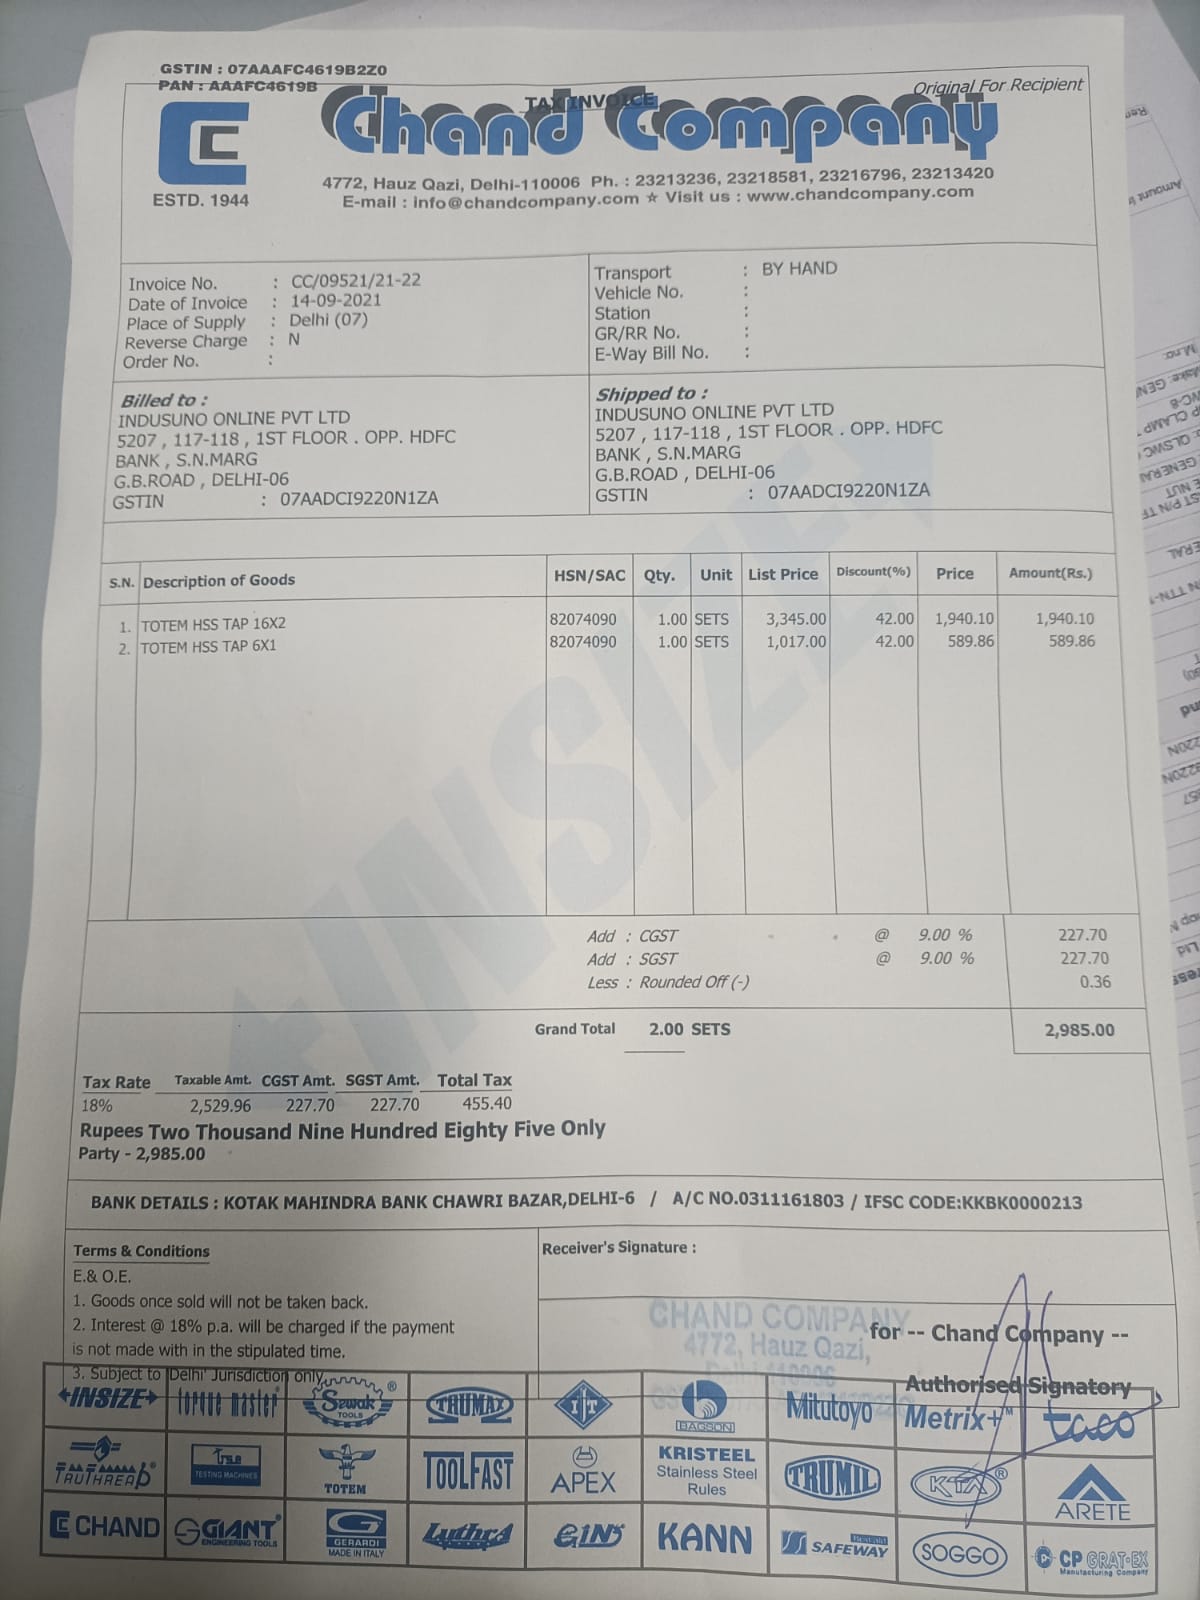 GSTIN : 07AAAFC4619B2Z0
PAN : AAAFC4619B
Original For Recipient
TAX INVOICE
Chand Company
ESTD. 1944
4772, Hauz Qazi, Delhi-110006 Ph. : 23213236, 23218581, 23216796, 23213420
E-mail : info@chandcompany.com ☆ Visit us : www.chandcompany.com
Invoice No. : CC/09521/21-22
Date of Invoice : 14-09-2021
Place of Supply : Delhi (07)
Reverse Charge : N
Order No. :
Transport : BY HAND
Vehicle No. :
Station :
GR/RR No. :
E-Way Bill No. :
Billed to :
INDUSUNO ONLINE PVT LTD
5207 , 117-118 , 1ST FLOOR . OPP. HDFC
BANK , S.N.MARG
G.B.ROAD , DELHI-06
GSTIN : 07AADCI9220N1ZA
Shipped to :
INDUSUNO ONLINE PVT LTD
5207 , 117-118 , 1ST FLOOR . OPP. HDFC
BANK , S.N.MARG
G.B.ROAD , DELHI-06
GSTIN : 07AADCI9220N1ZA
S.N. Description of Goods HSN/SAC Qty. Unit List Price Discount(%) Price Amount(Rs.)
1. TOTEM HSS TAP 16X2 82074090 1.00 SETS 3,345.00 42.00 1,940.10 1,940.10
2. TOTEM HSS TAP 6X1 82074090 1.00 SETS 1,017.00 42.00 589.86 589.86
INSIZE
Add : CGST @ 9.00 % 227.70
Add : SGST @ 9.00 % 227.70
Less : Rounded Off (-) 0.36
Grand Total 2.00 SETS 2,985.00
Tax Rate Taxable Amt. CGST Amt. SGST Amt. Total Tax
18% 2,529.96 227.70 227.70 455.40
Rupees Two Thousand Nine Hundred Eighty Five Only
Party - 2,985.00
BANK DETAILS : KOTAK MAHINDRA BANK CHAWRI BAZAR,DELHI-6 / A/C NO.0311161803 / IFSC CODE:KKBK0000213
Terms & Conditions
E.& O.E.
1. Goods once sold will not be taken back.
2. Interest @ 18% p.a. will be charged if the payment
is not made with in the stipulated time.
3. Subject to 'Delhi' Jurisdiction only.
Receiver's Signature :
CHAND COMPANY
4772, Hauz Qazi,
Delhi-110006
for -- Chand Company --
Authorised Signatory
INSIZE torque master Sewak TOOLS ® TRUMAX IT BAGSON Mitutoyo Metrix+™ taco
TRUTHREAD® TESTING MACHINES TOTEM TOOLFAST APEX KRISTEEL Stainless Steel Rules TRUMIL KTA® ARETE
CHAND GIANT ENGINEERING TOOLS GERARDI MADE IN ITALY Luthra GINS KANN SAFEWAY SOGGO CP GRAT-EX Manufacturing Company